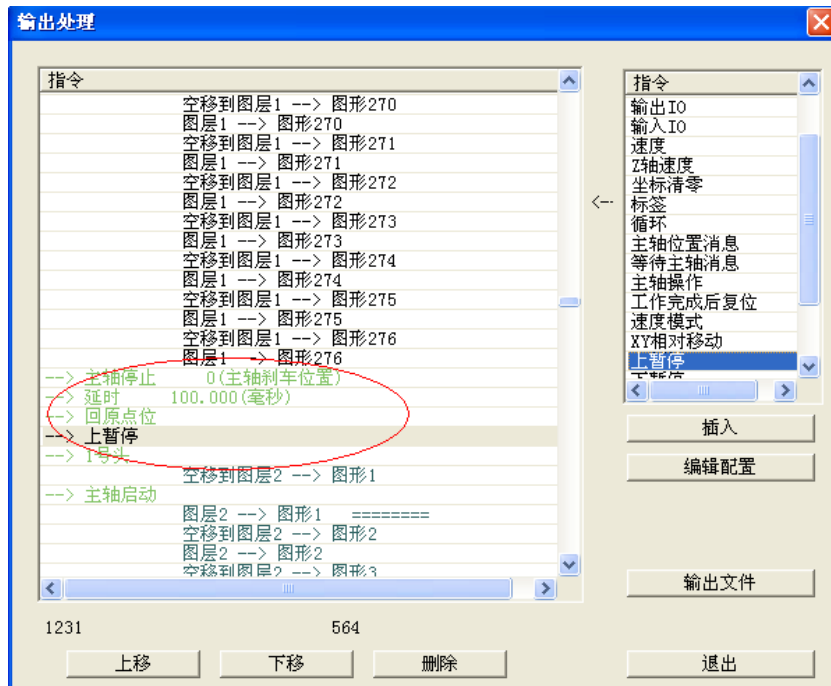 输出处理
指令
空移到图层1 --> 图形270
图层1 --> 图形270
空移到图层1 --> 图形271
图层1 --> 图形271
空移到图层1 --> 图形272
图层1 --> 图形272
空移到图层1 --> 图形273
图层1 --> 图形273
空移到图层1 --> 图形274
图层1 --> 图形274
空移到图层1 --> 图形275
图层1 --> 图形275
空移到图层1 --> 图形276
图层1 --> 图形276
--> 主轴停止 0(主轴刹车位置)
--> 延时 100.000(毫秒)
--> 回原点位
--> 上暂停
--> 1号头
空移到图层2 --> 图形1
--> 主轴启动
图层2 --> 图形1 ========
空移到图层2 --> 图形2
图层2 --> 图形2
空移到图层2 --> 图形3
1231 564
上移 下移 删除
<--
指令
输出IO
输入IO
速度
Z轴速度
坐标清零
标签
循环
主轴位置消息
等待主轴消息
主轴操作
工作完成后复位
速度模式
XY相对移动
上暂停
下暂停
插入
编辑配置
输出文件
退出